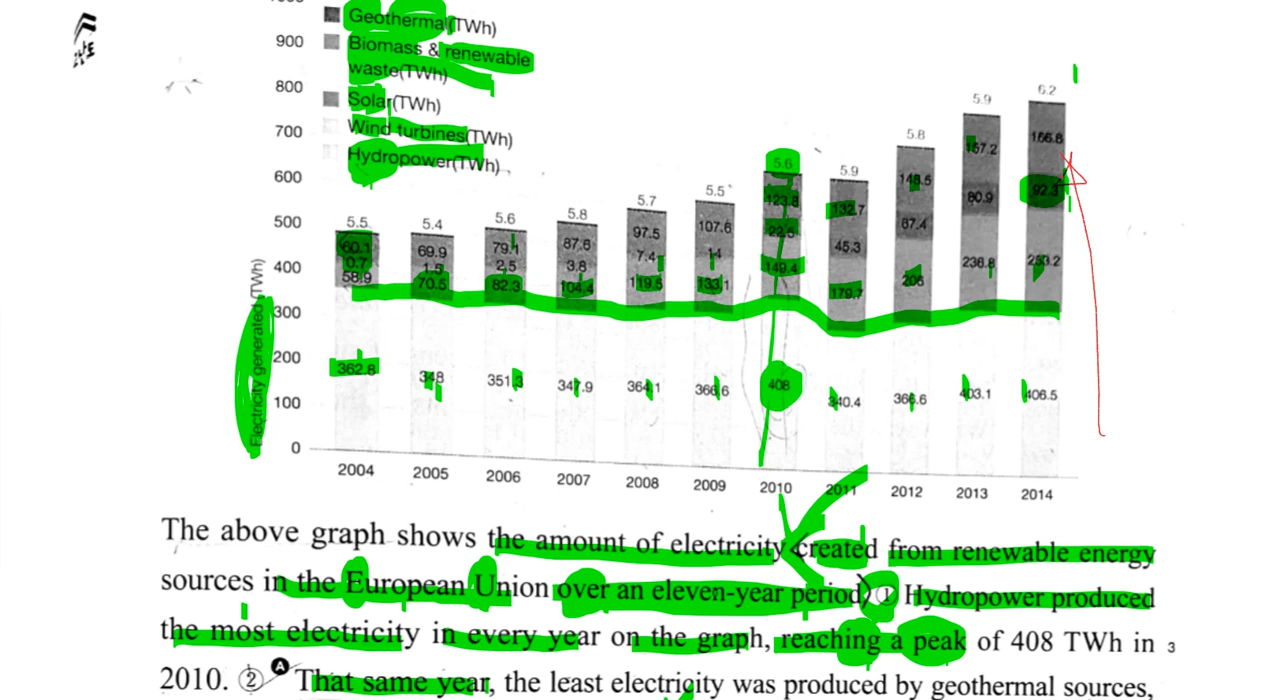 Geothermal(TWh)
900
Biomass & renewable
waste(TWh)
800
Solar(TWh)
700
Wind turbines(TWh)
600
Hydropower(TWh)
500
400
300
200
100
0
Electricity generated (TWh)
5.5 5.4 5.6 5.8 5.7 5.5 5.6 5.9 5.8 5.9 6.2
60.1 69.9 79.1 87.6 97.5 107.6 123.8 132.7 148.5 157.2 166.8
0.7 1.5 2.5 3.8 7.4 14 22.5 45.3 67.4 80.9 92.3
58.9 70.5 82.3 104.4 119.5 133.1 149.4 179.7 206 236.8 253.2
362.8 348 351.3 347.9 364.1 366.6 408 340.4 366.6 403.1 406.5
2004 2005 2006 2007 2008 2009 2010 2011 2012 2013 2014
The above graph shows the amount of electricity created from renewable energy
sources in the European Union over an eleven-year period. ① Hydropower produced
the most electricity in every year on the graph, reaching a peak of 408 TWh in 3
2010. ② A That same year, the least electricity was produced by geothermal sources,